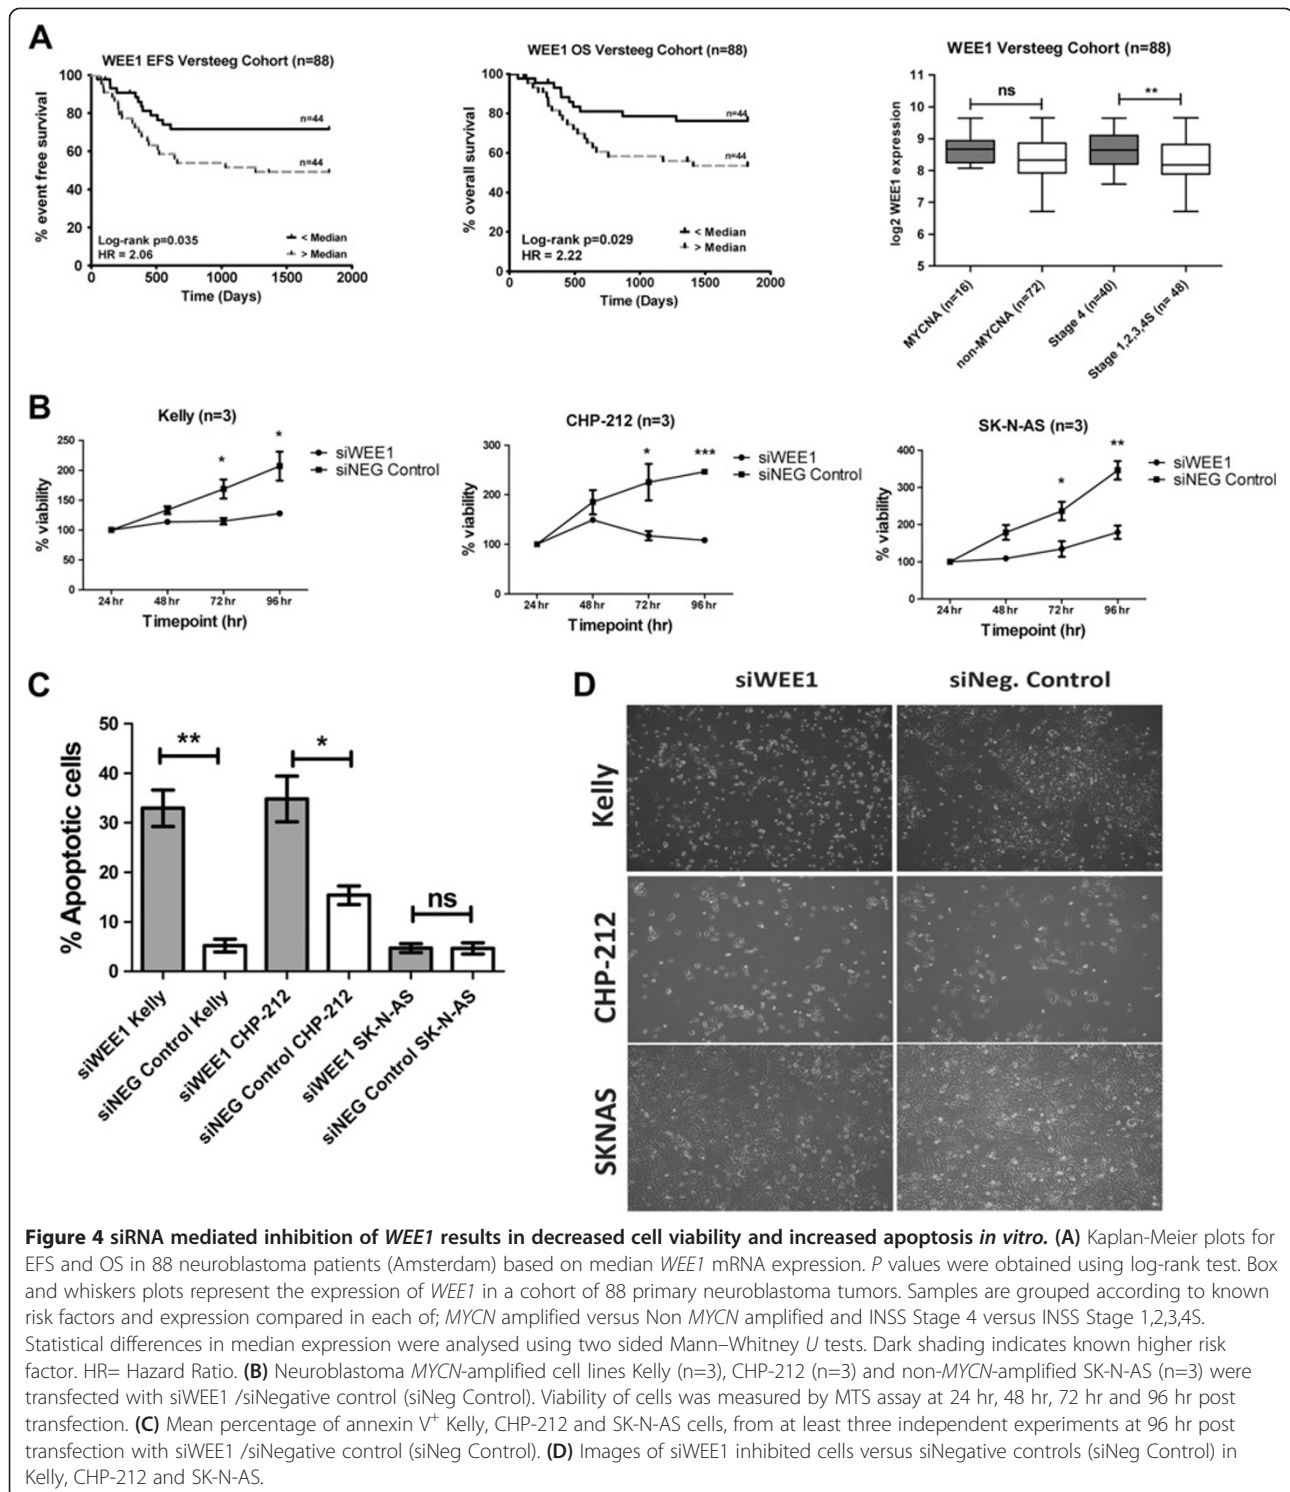 A
WEE1 EFS Versteeg Cohort (n=88)
% event free survival
100
80
60
40
20
0
n=44
n=44
Log-rank p=0.035
HR = 2.06
< Median
> Median
0 500 1000 1500 2000
Time (Days)
WEE1 OS Versteeg Cohort (n=88)
% overall survival
100
80
60
40
20
0
n=44
n=44
Log-rank p=0.029
HR = 2.22
< Median
> Median
0 500 1000 1500 2000
Time (Days)
WEE1 Versteeg Cohort (n=88)
log2 WEE1 expression
11
10
9
8
7
6
5
ns
**
MYCNA (n=16)
non-MYCNA (n=72)
Stage 4 (n=40)
Stage 1,2,3,4S (n= 48)
B
Kelly (n=3)
% viability
250
200
150
100
50
0
*
*
siWEE1
siNEG Control
24 hr 48 hr 72 hr 96 hr
Timepoint (hr)
CHP-212 (n=3)
% viability
300
200
100
0
*
***
siWEE1
siNEG Control
24 hr 48 hr 72 hr 96 hr
Timepoint (hr)
SK-N-AS (n=3)
% viability
400
300
200
100
0
*
**
siWEE1
siNEG Control
24 hr 48 hr 72 hr 96 hr
Timepoint (hr)
C
% Apoptotic cells
50
40
30
20
10
0
**
*
ns
siWEE1 Kelly
siNEG Control Kelly
siWEE1 CHP-212
siNEG Control CHP-212
siWEE1 SK-N-AS
siNEG Control SK-N-AS
D
siWEE1
siNeg. Control
Kelly
CHP-212
SKNAS
Figure 4 siRNA mediated inhibition of WEE1 results in decreased cell viability and increased apoptosis in vitro. (A) Kaplan-Meier plots for
EFS and OS in 88 neuroblastoma patients (Amsterdam) based on median WEE1 mRNA expression. P values were obtained using log-rank test. Box
and whiskers plots represent the expression of WEE1 in a cohort of 88 primary neuroblastoma tumors. Samples are grouped according to known
risk factors and expression compared in each of; MYCN amplified versus Non MYCN amplified and INSS Stage 4 versus INSS Stage 1,2,3,4S.
Statistical differences in median expression were analysed using two sided Mann–Whitney U tests. Dark shading indicates known higher risk
factor. HR= Hazard Ratio. (B) Neuroblastoma MYCN-amplified cell lines Kelly (n=3), CHP-212 (n=3) and non-MYCN-amplified SK-N-AS (n=3) were
transfected with siWEE1 /siNegative control (siNeg Control). Viability of cells was measured by MTS assay at 24 hr, 48 hr, 72 hr and 96 hr post
transfection. (C) Mean percentage of annexin V⁺ Kelly, CHP-212 and SK-N-AS cells, from at least three independent experiments at 96 hr post
transfection with siWEE1 /siNegative control (siNeg Control). (D) Images of siWEE1 inhibited cells versus siNegative controls (siNeg Control) in
Kelly, CHP-212 and SK-N-AS.